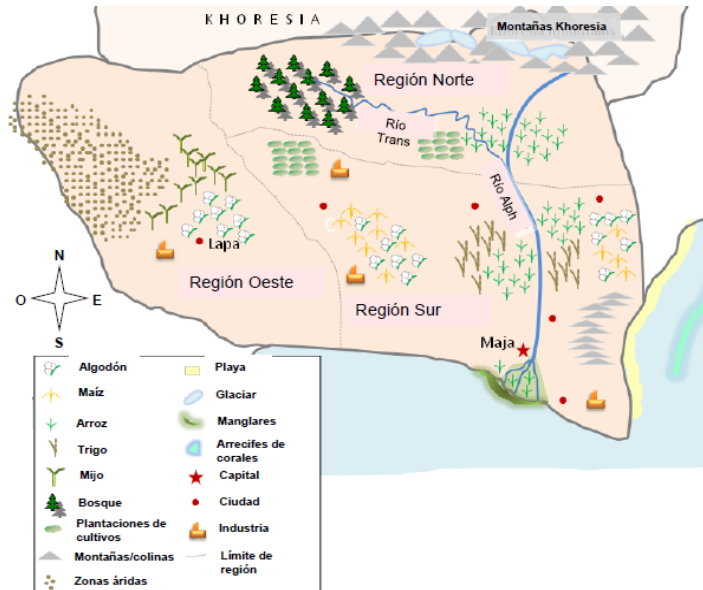 KHORESIA
Montañas Khoresia
Región Norte
Río
Trans
Río Alph
Lapa
Región Oeste
Región Sur
Maja
N
O
E
S
Algodón
Maíz
Arroz
Trigo
Mijo
Bosque
Plantaciones de
cultivos
Montañas/colinas
Zonas áridas
Playa
Glaciar
Manglares
Arrecifes de
corales
Capital
Ciudad
Industria
Límite de
región